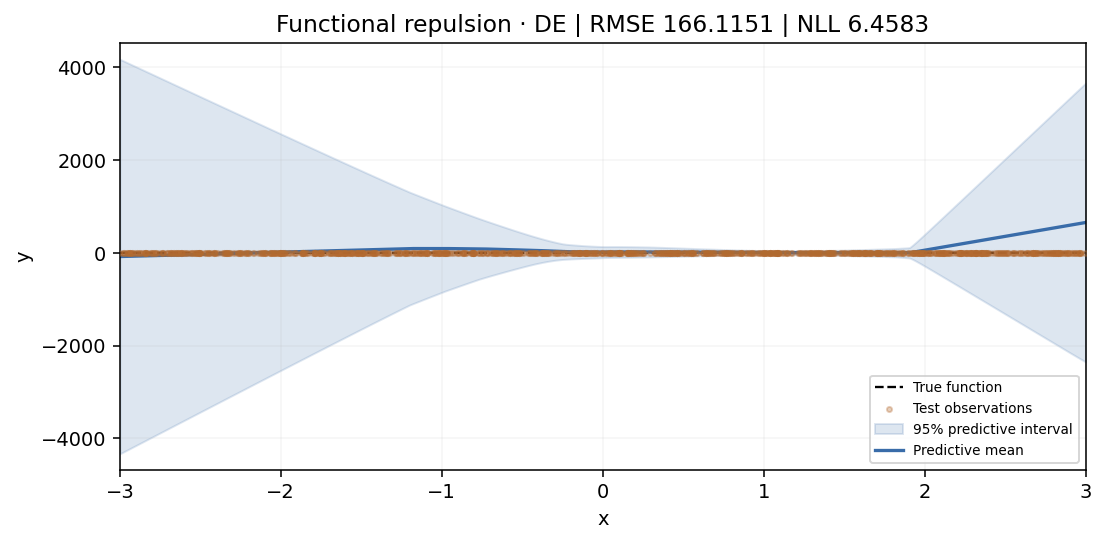 Functional repulsion · DE | RMSE 166.1151 | NLL 6.4583
4000
2000
0
−2000
−4000
y
True function
Test observations
95% predictive interval
Predictive mean
−3
−2
−1
0
1
2
3
x